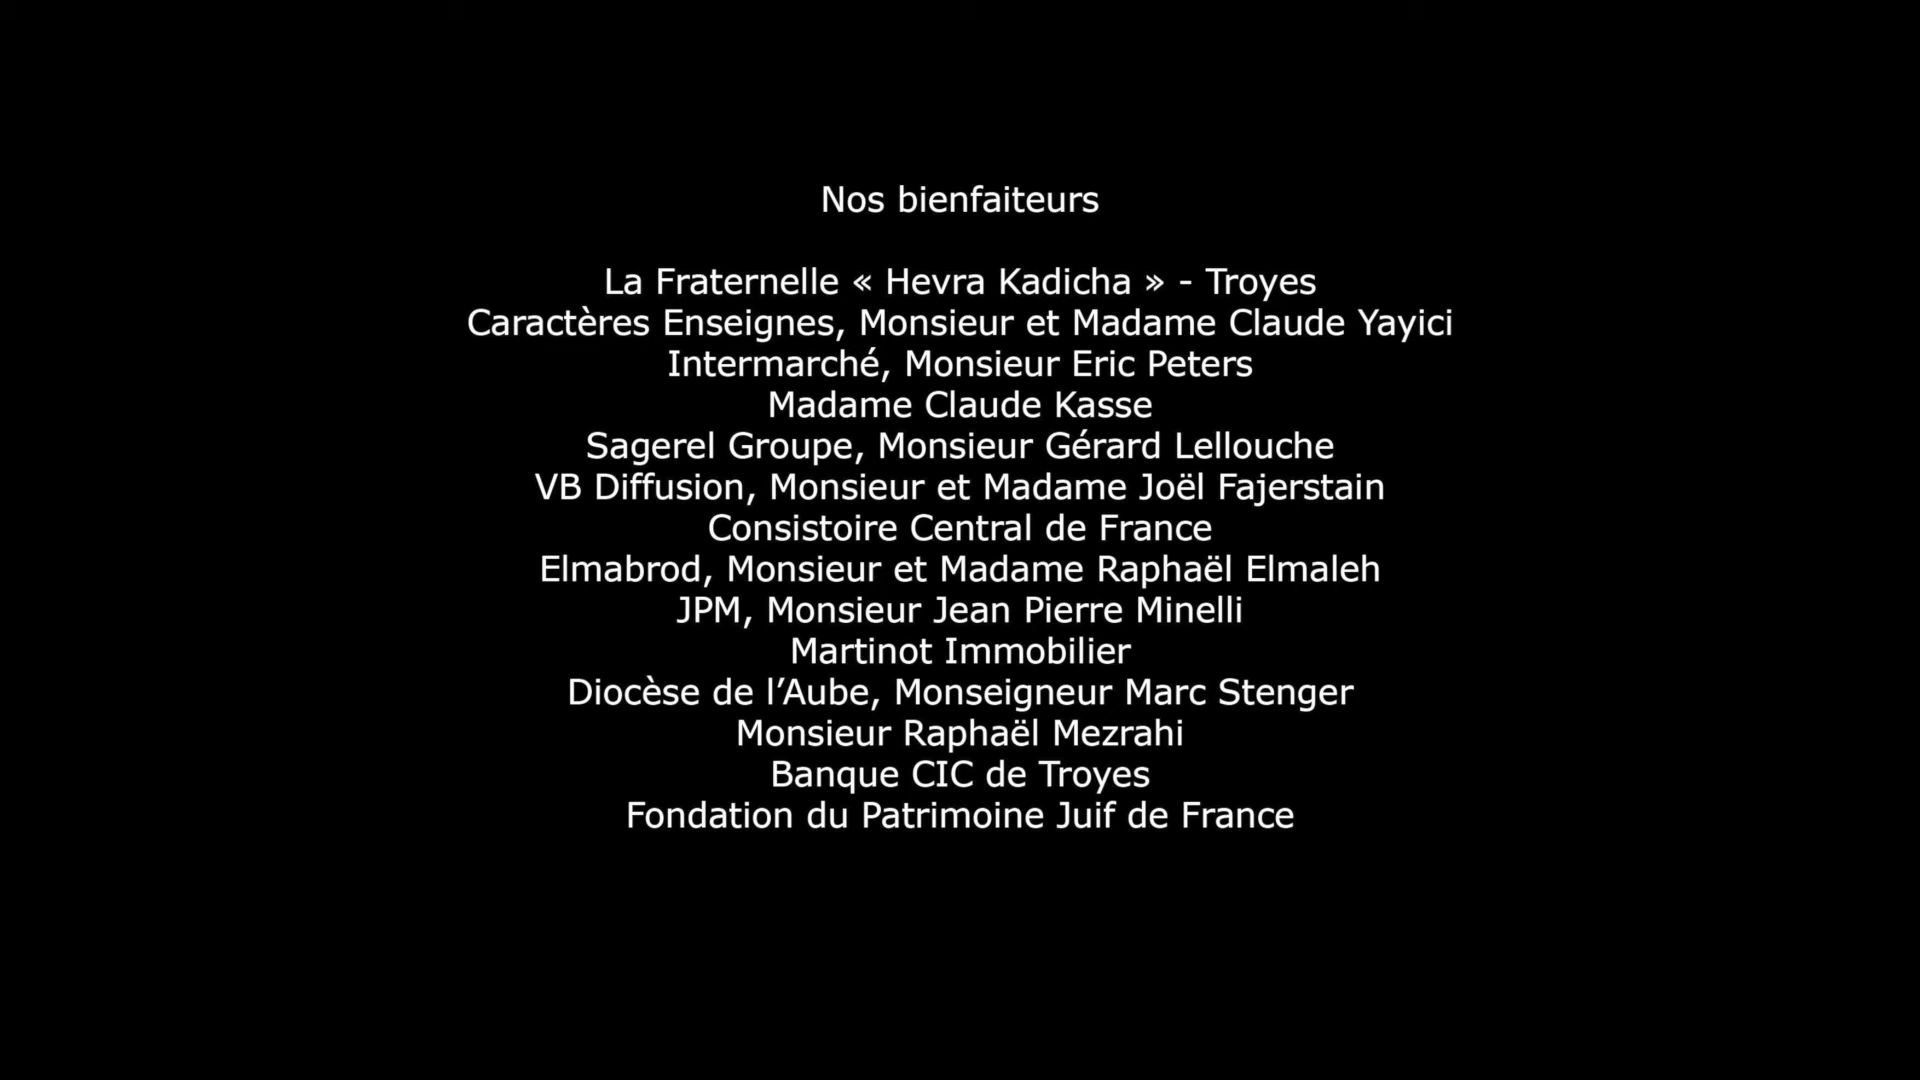 Nos bienfaiteurs
La Fraternelle « Hevra Kadicha » - Troyes
Caractères Enseignes, Monsieur et Madame Claude Yayici
Intermarché, Monsieur Eric Peters
Madame Claude Kasse
Sagerel Groupe, Monsieur Gérard Lellouche
VB Diffusion, Monsieur et Madame Joël Fajerstain
Consistoire Central de France
Elmabrod, Monsieur et Madame Raphaël Elmaleh
JPM, Monsieur Jean Pierre Minelli
Martinot Immobilier
Diocèse de l’Aube, Monseigneur Marc Stenger
Monsieur Raphaël Mezrahi
Banque CIC de Troyes
Fondation du Patrimoine Juif de France